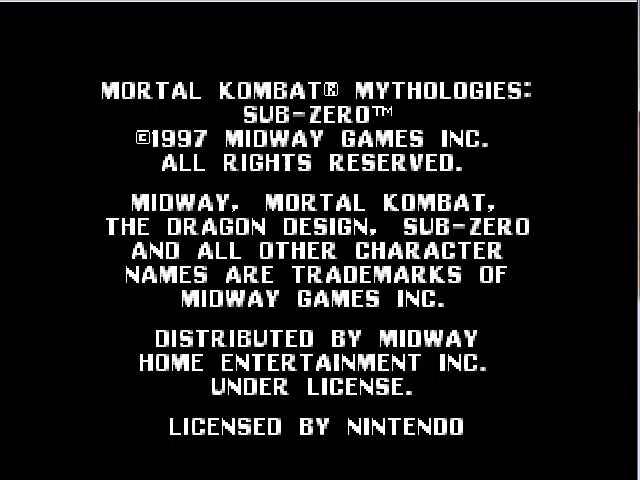 MORTAL KOMBAT® MYTHOLOGIES:
SUB-ZERO™
©1997 MIDWAY GAMES INC.
ALL RIGHTS RESERVED.
MIDWAY, MORTAL KOMBAT,
THE DRAGON DESIGN, SUB-ZERO
AND ALL OTHER CHARACTER
NAMES ARE TRADEMARKS OF
MIDWAY GAMES INC.
DISTRIBUTED BY MIDWAY
HOME ENTERTAINMENT INC.
UNDER LICENSE.
LICENSED BY NINTENDO